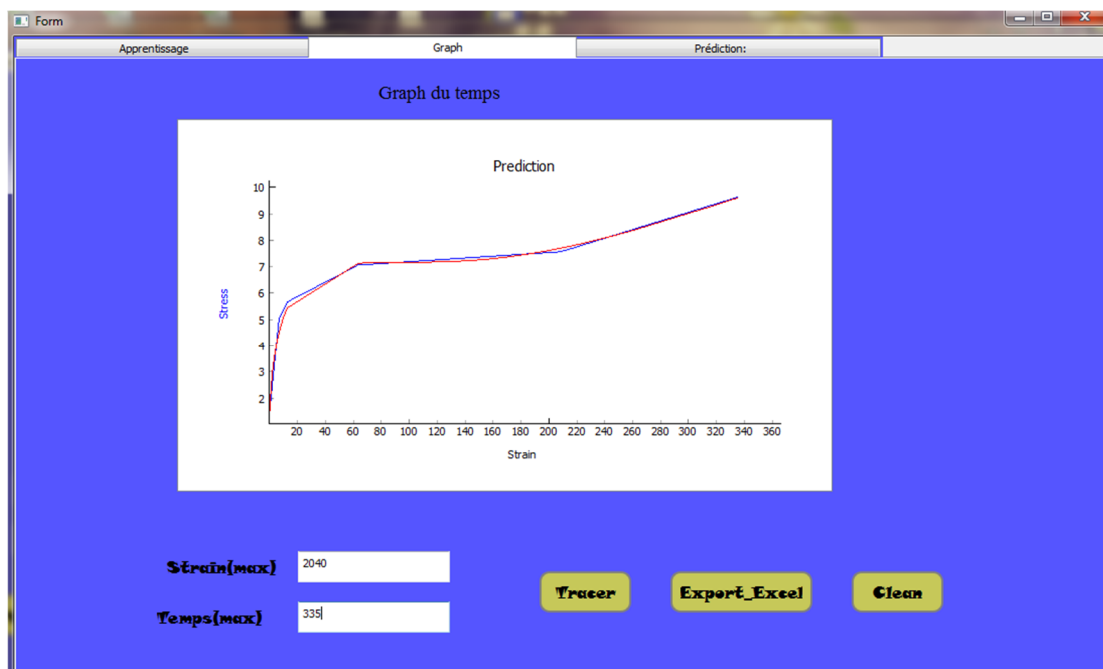 Form
Apprentissage Graph Prédiction:
Graph du temps
Prediction
10
9
8
7
6
5
4
3
2
Stress
20 40 60 80 100 120 140 160 180 200 220 240 260 280 300 320 340 360
Strain
Strain(max) 2040
Temps(max) 335
Tracer Export_Excel Clean